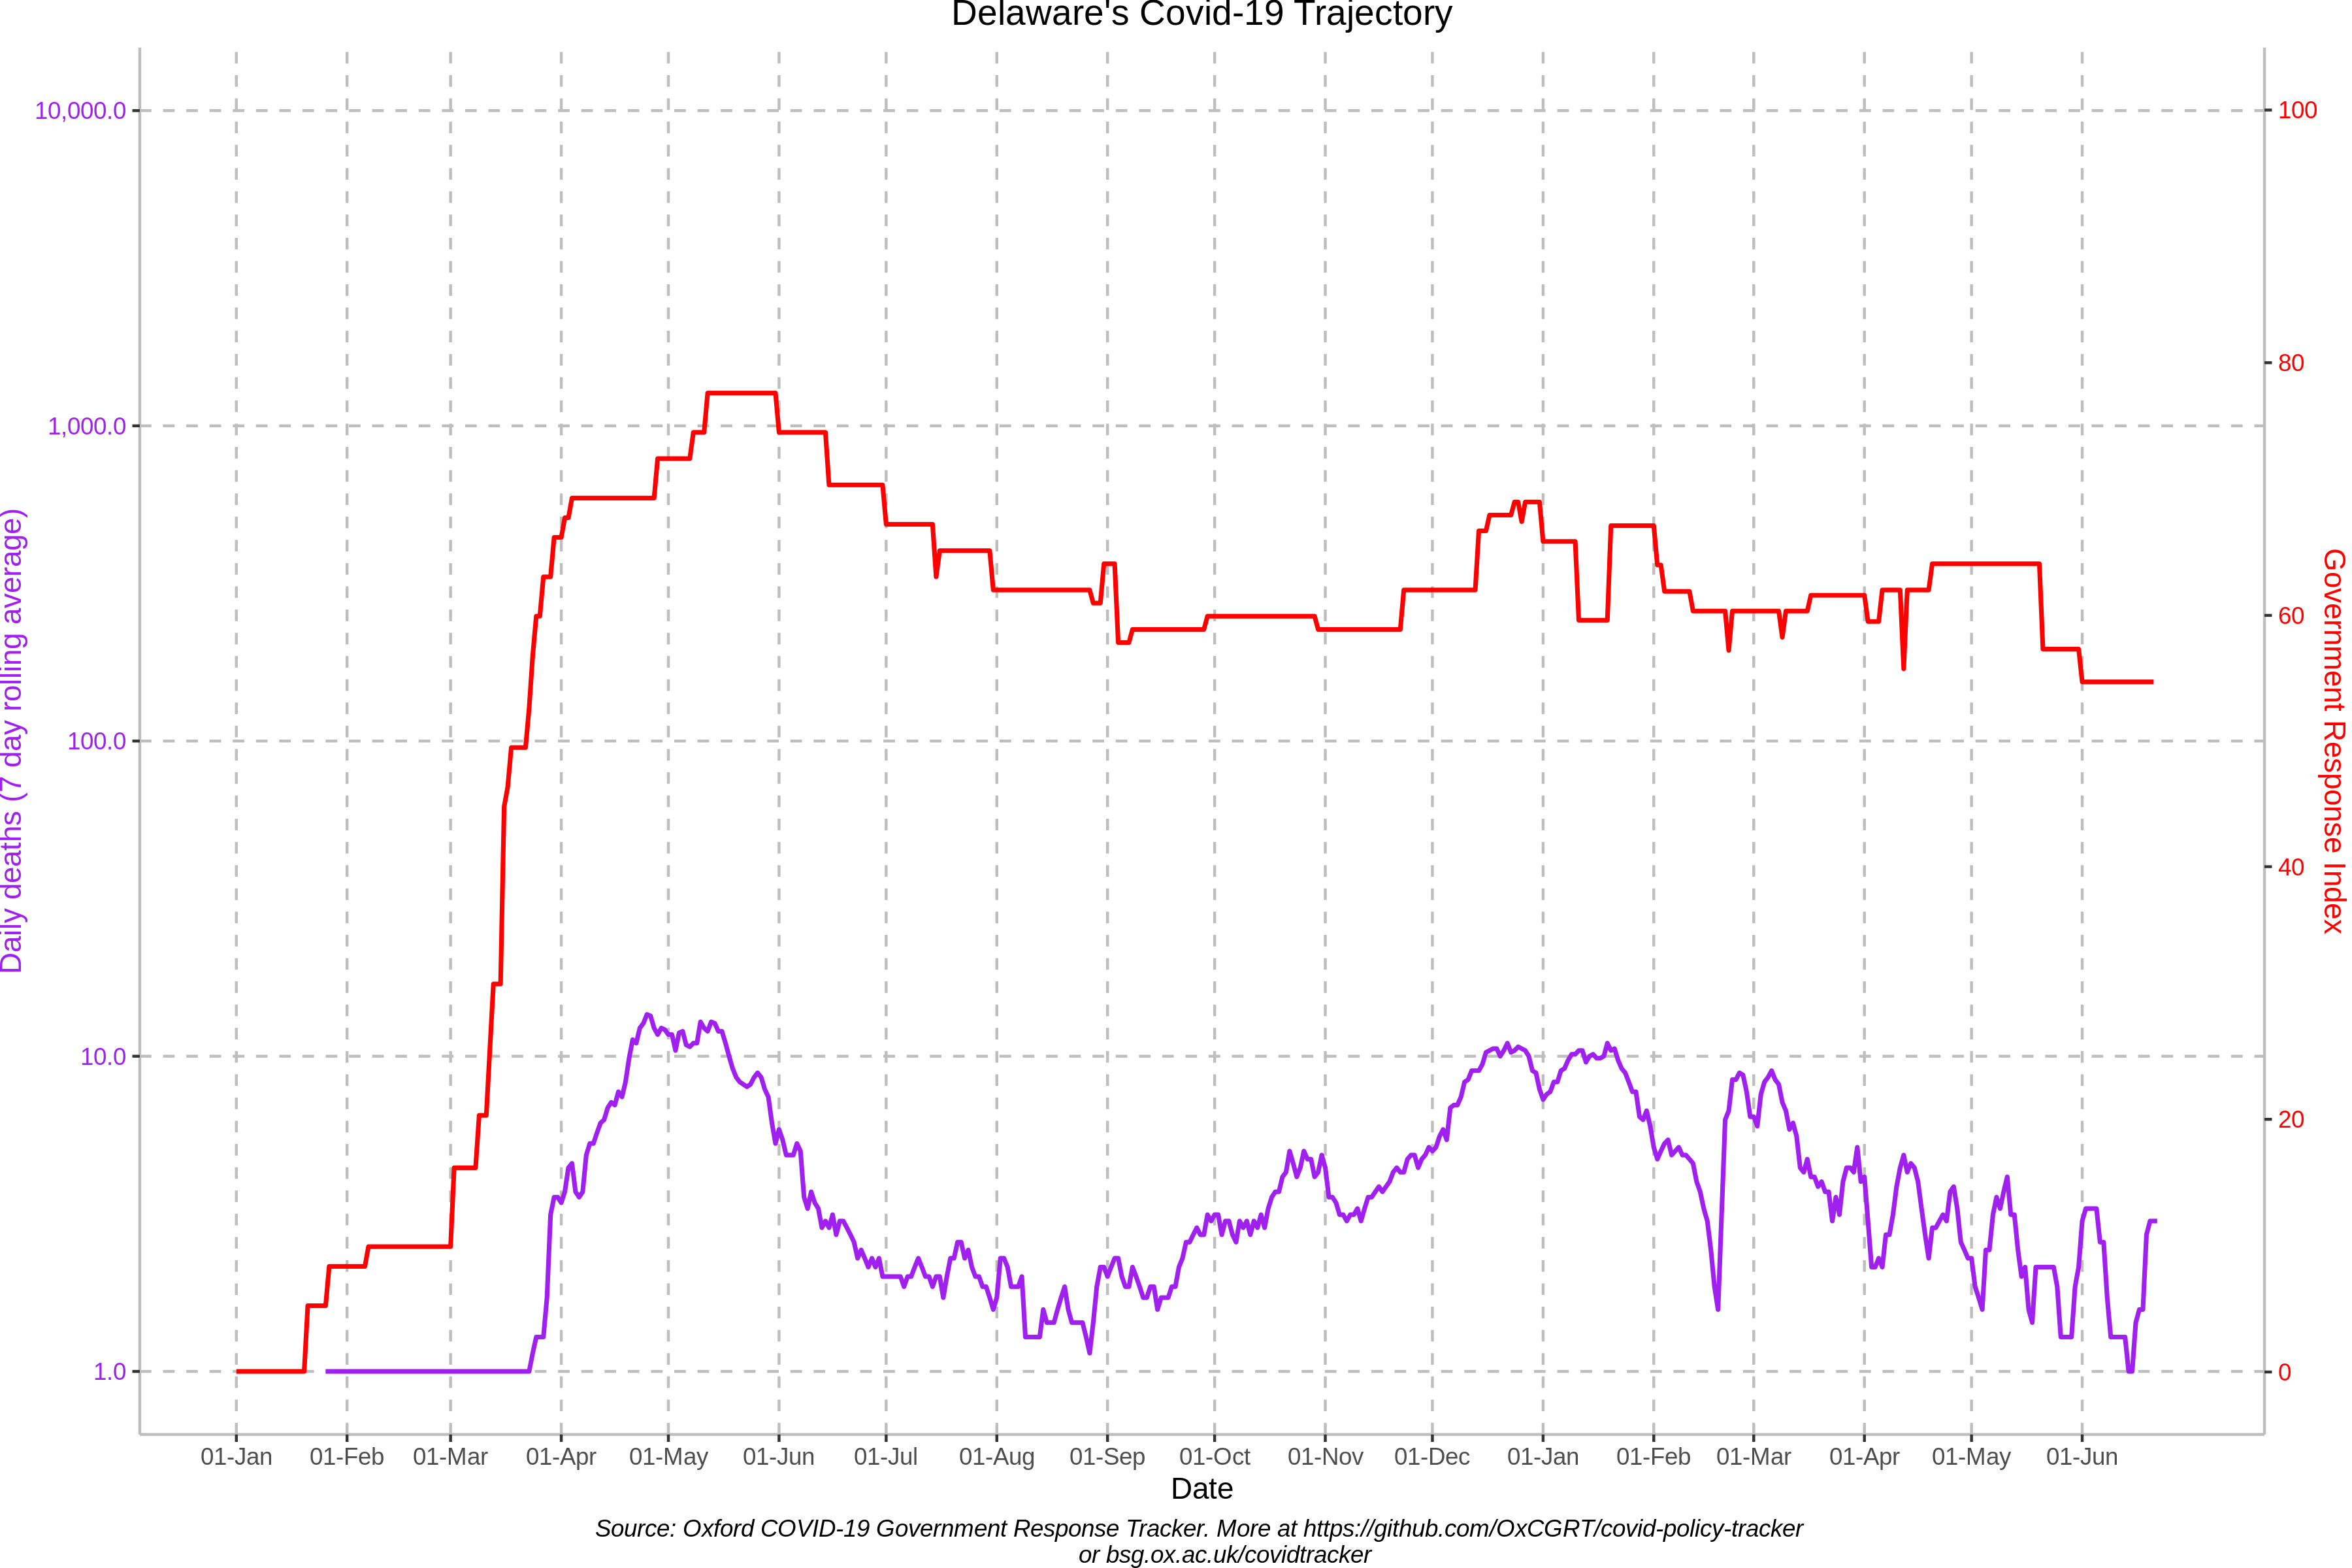 Delaware's Covid-19 Trajectory
10,000.0
1,000.0
100.0
10.0
1.0
Daily deaths (7 day rolling average)
100
80
60
40
20
0
Government Response Index
01-Jan 01-Feb 01-Mar 01-Apr 01-May 01-Jun 01-Jul 01-Aug 01-Sep 01-Oct 01-Nov 01-Dec 01-Jan 01-Feb 01-Mar 01-Apr 01-May 01-Jun
Date
Source: Oxford COVID-19 Government Response Tracker. More at https://github.com/OxCGRT/covid-policy-tracker
or bsg.ox.ac.uk/covidtracker